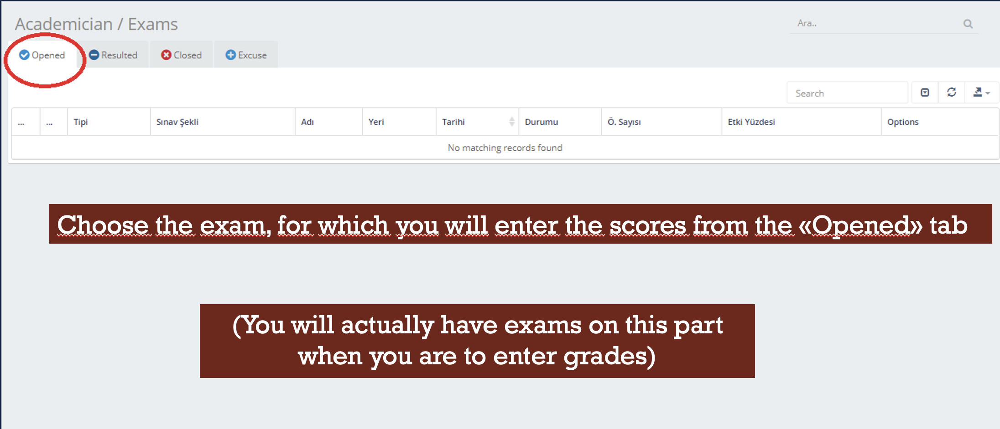 Academician / Exams
Ara..
Opened
Resulted
Closed
Excuse
Search
... ... Tipi Sınav Şekli Adı Yeri Tarihi Durumu Ö. Sayısı Etki Yüzdesi Options
No matching records found
Choose the exam, for which you will enter the scores from the «Opened» tab
(You will actually have exams on this part
when you are to enter grades)